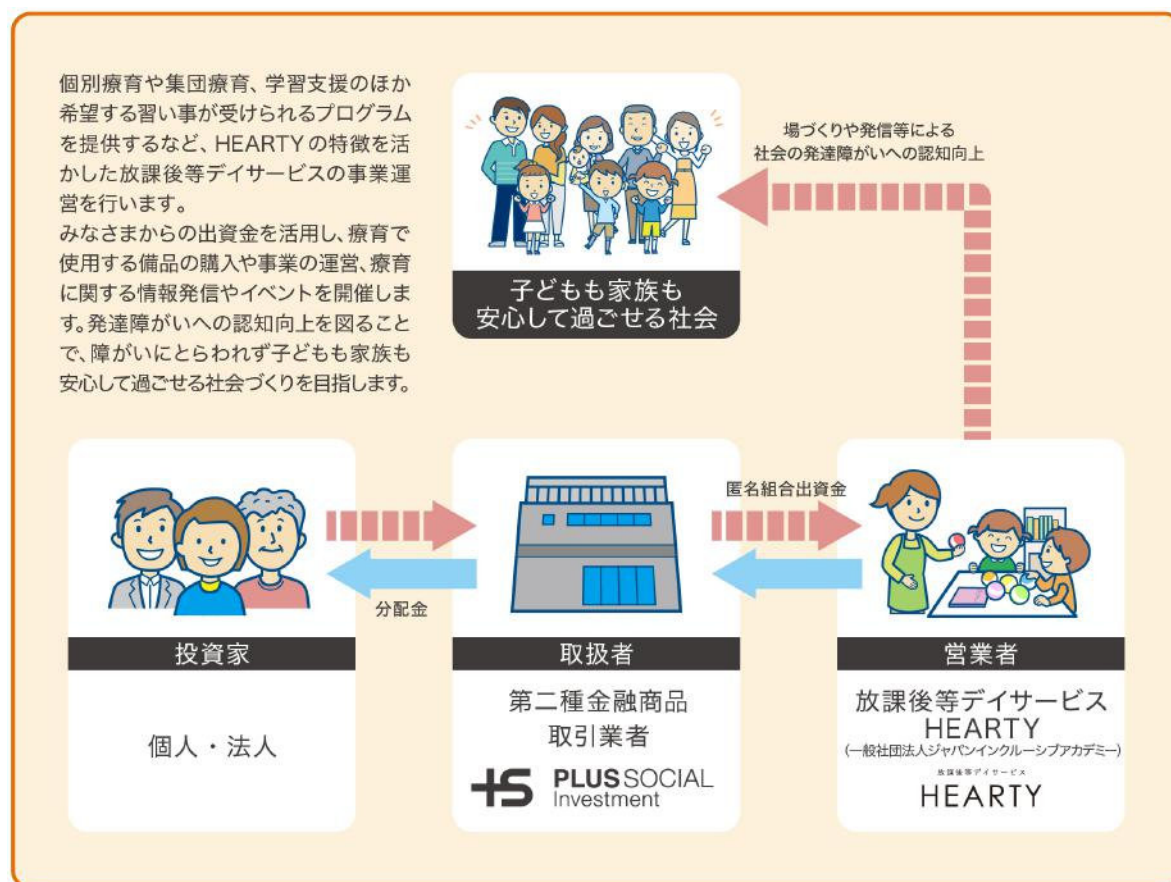 個別療育や集団療育、学習支援のほか
希望する習い事が受けられるプログラム
を提供するなど、HEARTYの特徴を活
かした放課後等デイサービスの事業運
営を行います。
みなさまからの出資金を活用し、療育で
使用する備品の購入や事業の運営、療育
に関する情報発信やイベントを開催しま
す。発達障がいへの認知向上を図ること
で、障がいにとらわれず子どもも家族も
安心して過ごせる社会づくりを目指します。
子どもも家族も
安心して過ごせる社会
場づくりや発信等による
社会の発達障がいへの認知向上
匿名組合出資金
分配金
投資家
個人・法人
取扱者
第二種金融商品
取引業者
+S PLUS SOCIAL
Investment
営業者
放課後等デイサービス
HEARTY
(一般社団法人ジャパンインクルーシブアカデミー)
放課後等デイサービス
HEARTY